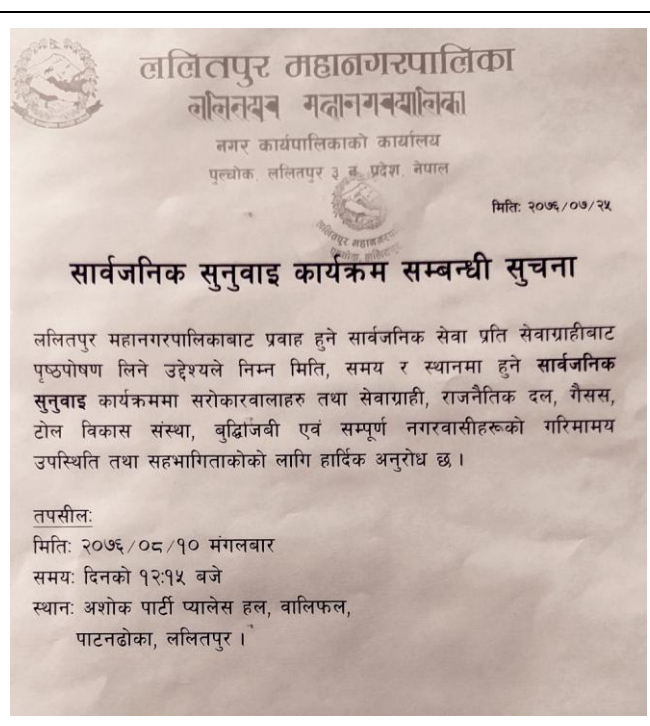 ललितपुर महानगरपालिका
नगर कार्यपालिकाको कार्यालय
पुल्चोक, ललितपुर ३ नं. प्रदेश, नेपाल
मितिः २०७६/०७/२५
सार्वजनिक सुनुवाइ कार्यक्रम सम्बन्धी सुचना
ललितपुर महानगरपालिकाबाट प्रवाह हुने सार्वजनिक सेवा प्रति सेवाग्राहीबाट
पृष्ठपोषण लिने उद्देश्यले निम्न मिति, समय र स्थानमा हुने सार्वजनिक
सुनुवाइ कार्यक्रममा सरोकारवालाहरु तथा सेवाग्राही, राजनैतिक दल, गैसस,
टोल विकास संस्था, बुद्धिजिबी एवं सम्पूर्ण नगरवासीहरूको गरिमामय
उपस्थिति तथा सहभागिताकोको लागि हार्दिक अनुरोध छ ।
तपसील:
मितिः २०७६/०८/१० मंगलबार
समयः दिनको १२:१५ बजे
स्थानः अशोक पार्टी प्यालेस हल, वालिफल,
पाटनढोका, ललितपुर ।